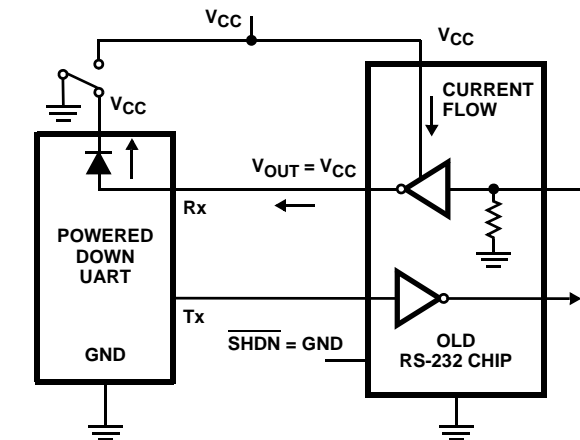 VCC
VCC
VCC
CURRENT
FLOW
VOUT = VCC
Rx
POWERED
DOWN
UART
Tx
SHDN = GND
GND
OLD
RS-232 CHIP